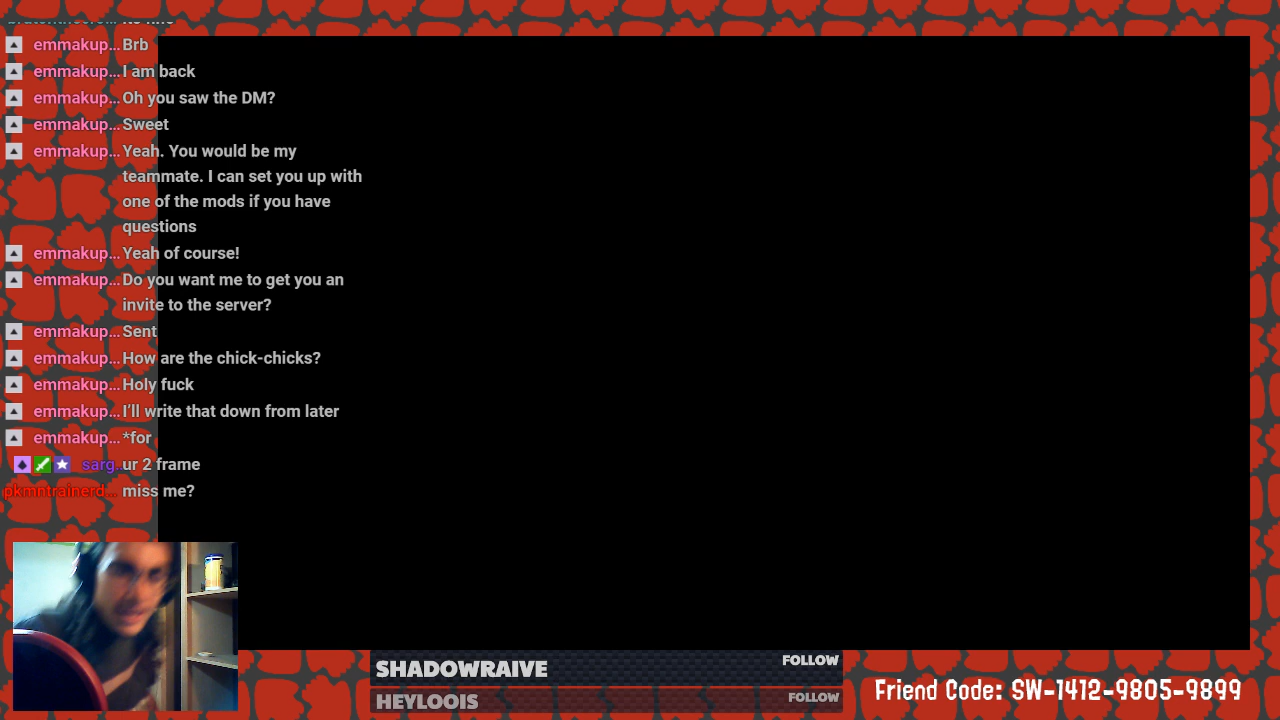 emmakup... Brb
emmakup... I am back
emmakup... Oh you saw the DM?
emmakup... Sweet
emmakup... Yeah. You would be my
teammate. I can set you up with
one of the mods if you have
questions
emmakup... Yeah of course!
emmakup... Do you want me to get you an
invite to the server?
emmakup... Sent
emmakup... How are the chick-chicks?
emmakup... Holy fuck
emmakup... I'll write that down from later
emmakup... *for
sarg... ur 2 frame
pkmntrainerd... miss me?
SHADOWRAIVE FOLLOW
HEYLOOIS FOLLOW
Friend Code: SW-1412-9805-9899